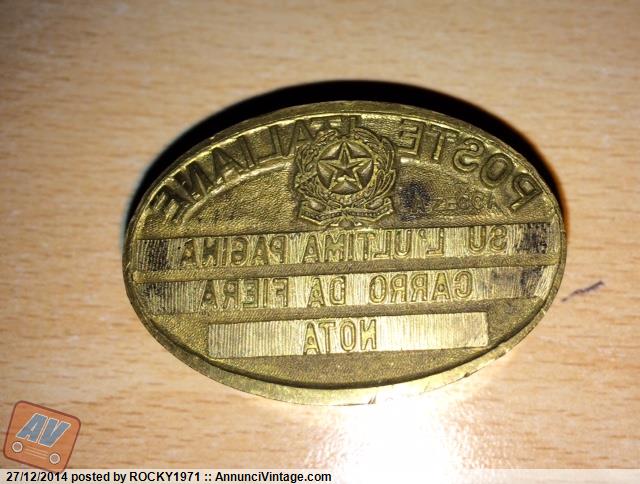 POSTE ITALIANE
SU L'ULTIMA PAGINA
CARRO DA FIERA
NOTA
AV
27/12/2014 posted by ROCKY1971 :: AnnunciVintage.com